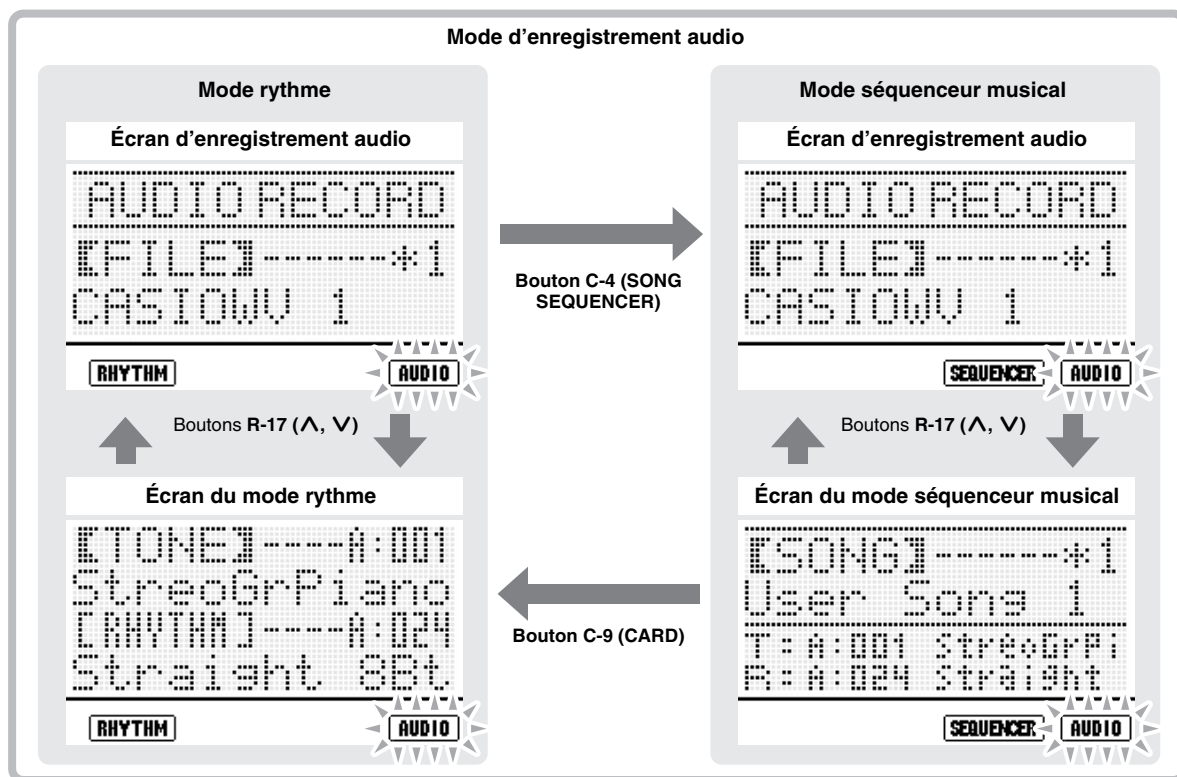 Mode d'enregistrement audio
Mode rythme
Écran d'enregistrement audio
AUDIO RECORD
[FILE]------*1
CASIOWV 1
RHYTHM
AUDIO
Boutons R-17 (∧, ∨)
Écran du mode rythme
[TONE]----A:001
StreoGrPiano
[RHYTHM]----A:024
Straight 8Bt
RHYTHM
AUDIO
Bouton C-4 (SONG
SEQUENCER)
Bouton C-9 (CARD)
Mode séquenceur musical
Écran d'enregistrement audio
AUDIO RECORD
[FILE]------*1
CASIOWV 1
SEQUENCER
AUDIO
Boutons R-17 (∧, ∨)
Écran du mode séquenceur musical
[SONG]------*1
User Song 1
T:A:001 StreoGrPi
R:A:024 Straight
SEQUENCER
AUDIO